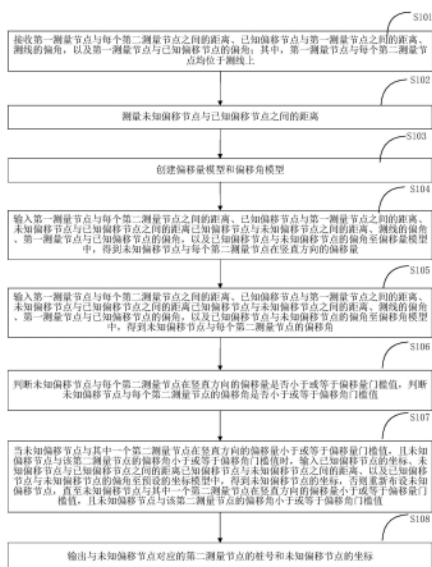 S101
接收第一测量节点与每个第二测量节点之间的距离、已知偏移节点与第一测量节点之间的距离、
测线的偏角，以及第一测量节点与已知偏移节点的偏角；其中，第一测量节点与每个第二测量节
点均位于测线上
S102
测量未知偏移节点与已知偏移节点之间的距离
S103
创建偏移量模型和偏移角模型
S104
输入第一测量节点与每个第二测量节点之间的距离、已知偏移节点与第一测量节点之间的距离、
未知偏移节点与已知偏移节点之间的距离已知偏移节点与未知偏移节点之间的距离、测线的偏角
、第一测量节点与已知偏移节点的偏角，以及已知偏移节点与未知偏移节点的偏角至偏移量模型
中，得到未知偏移节点与每个第二测量节点在竖直方向的偏移量
S105
输入第一测量节点与每个第二测量节点之间的距离、已知偏移节点与第一测量节点之间的距离、
未知偏移节点与已知偏移节点之间的距离已知偏移节点与未知偏移节点之间的距离、测线的偏角
、第一测量节点与已知偏移节点的偏角，以及已知偏移节点与未知偏移节点的偏角至偏移角模型
中，得到未知偏移节点与每个第二测量节点的偏移角
S106
判断未知偏移节点与每个第二测量节点在竖直方向的偏移量是否小于或等于偏移量门槛值，判断
未知偏移节点与每个第二测量节点的偏移角是否小于或等于偏移角门槛值
S107
当未知偏移节点与其中一个第二测量节点在竖直方向的偏移量小于或等于偏移量门槛值，且未知
偏移节点与该第二测量节点的偏移角小于或等于偏移角门槛值时，输入已知偏移节点的坐标、未
知偏移节点与已知偏移节点之间的距离已知偏移节点与未知偏移节点之间的距离、以及已知偏移
节点与未知偏移节点的偏角至预设的坐标模型中，得到未知偏移节点的坐标，否则重新布设未知
偏移节点，直至未知偏移节点与其中一个第二测量节点在竖直方向的偏移量小于或等于偏移量门
槛值，且未知偏移节点与该第二测量节点的偏移角小于或等于偏移角门槛值
S108
输出与未知偏移节点对应的第二测量节点的桩号和未知偏移节点的坐标